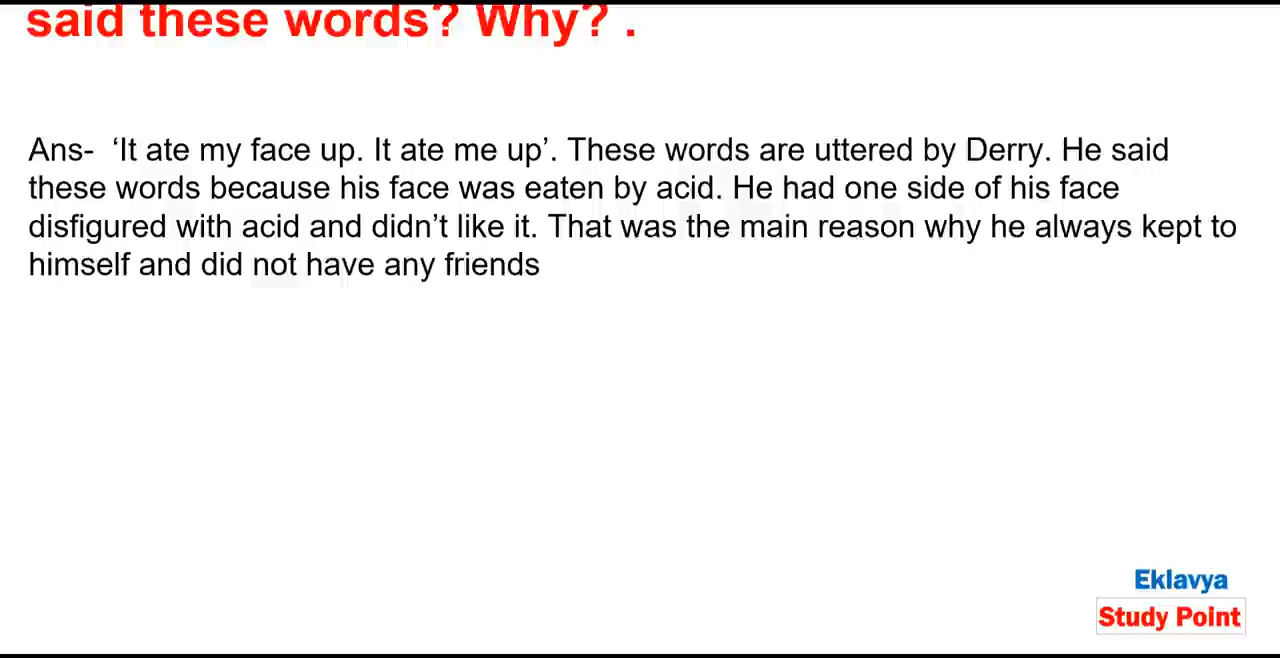 said these words? Why? .
Ans-  ‘It ate my face up. It ate me up’. These words are uttered by Derry. He said
these words because his face was eaten by acid. He had one side of his face
disfigured with acid and didn’t like it. That was the main reason why he always kept to
himself and did not have any friends
Eklavya
Study Point